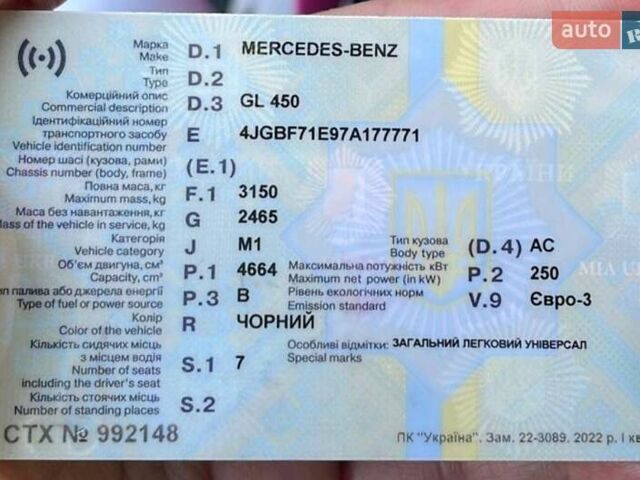 auto R
Марка
Make D.1 MERCEDES-BENZ
Тип
Type D.2
Комерційний опис
Commercial description D.3 GL 450
Ідентифікаційний номер
транспортного засобу
Vehicle identification number E 4JGBF71E97A177771
Номер шасі (кузова, рами)
Chassis number (body, frame) (E.1)
Повна маса, кг
Maximum mass, kg F.1 3150
Маса без навантаження, кг
Mass of the vehicle in service, kg G 2465
Категорія
Vehicle category J M1
Тип кузова
Body type (D.4) AC
Об'єм двигуна, см³
Capacity, cm³ P.1 4664
Максимальна потужність кВт
Maximum net power (in kW) P.2 250
палива або джерела енергії
Type of fuel or power source P.3 B
Рівень екологічних норм
Emission standard V.9 Євро-3
Колір
Color of the vehicle R ЧОРНИЙ
Кількість сидячих місць
з місцем водія
Number of seats
including the driver's seat S.1 7
Особливі відмітки: ЗАГАЛЬНИЙ ЛЕГКОВИЙ УНІВЕРСАЛ
Special marks
Кількість стоячих місць
Number of standing places S.2
СТХ № 992148
ПК "Україна". Зам. 22-3089. 2022 р. І кв